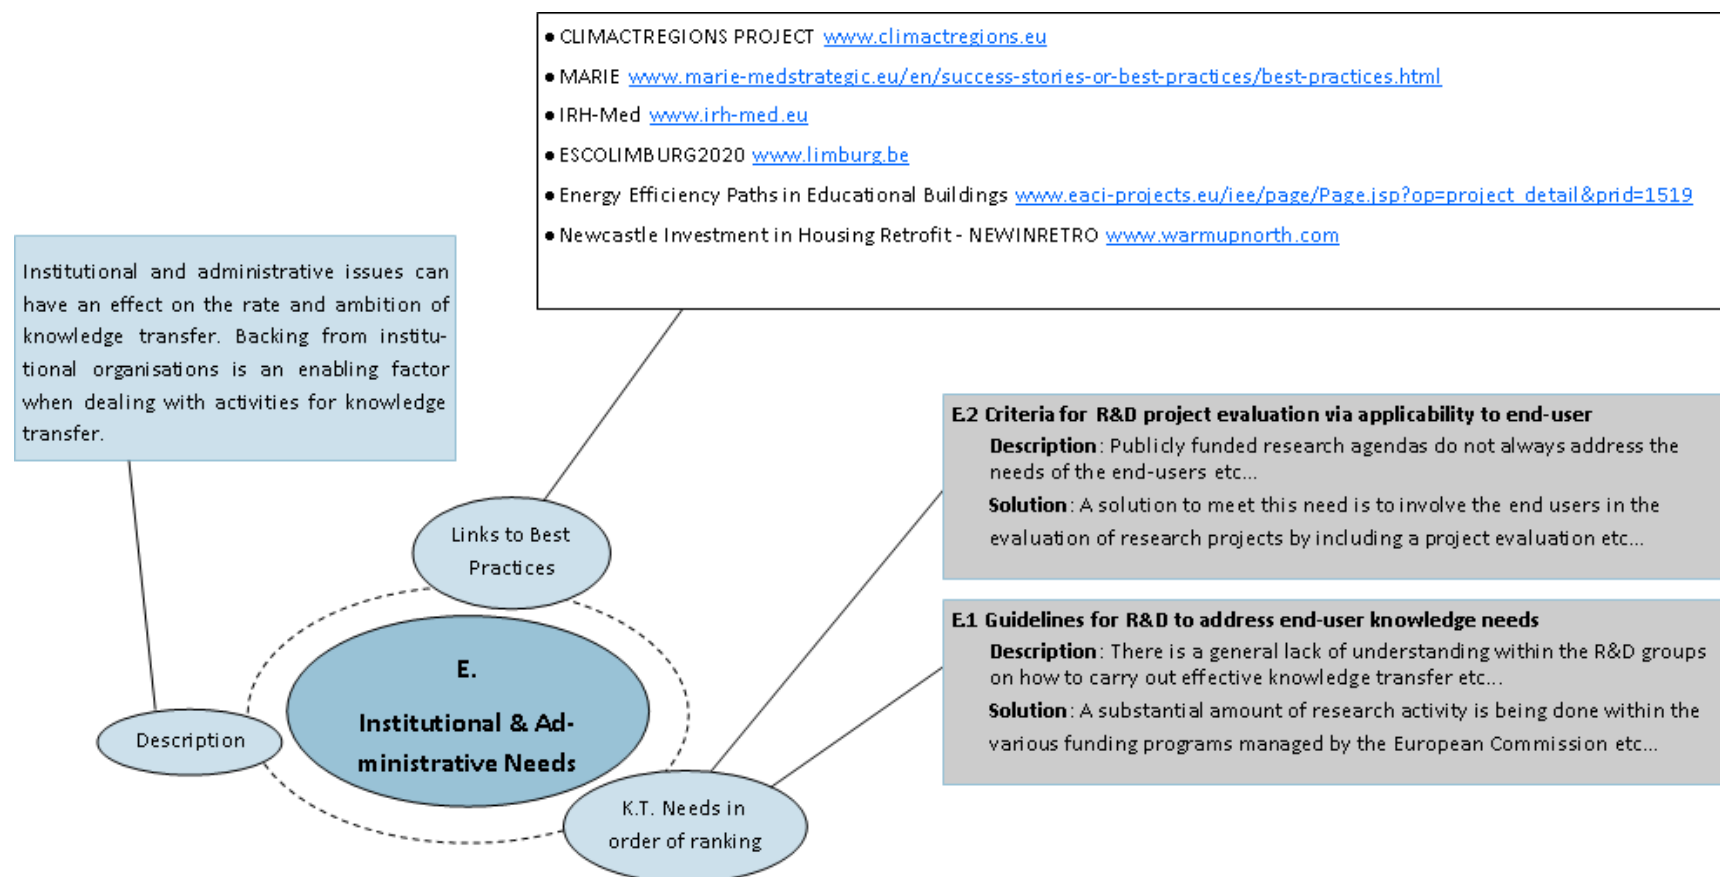 ● CLIMACTREGIONS PROJECT www.climactregions.eu
● MARIE www.marie-medstrategic.eu/en/success-stories-or-best-practices/best-practices.html
● IRH-Med www.irh-med.eu
● ESCOLIMBURG2020 www.limburg.be
● Energy Efficiency Paths in Educational Buildings www.eaci-projects.eu/iee/page/Page.jsp?op=project_detail&prid=1519
● Newcastle Investment in Housing Retrofit - NEWINRETRO www.warmupnorth.com
Institutional and administrative issues can
have an effect on the rate and ambition of
knowledge transfer. Backing from institu-
tional organisations is an enabling factor
when dealing with activities for knowledge
transfer.
E.2 Criteria for R&D project evaluation via applicability to end-user
Description: Publicly funded research agendas do not always address the
needs of the end-users etc...
Solution: A solution to meet this need is to involve the end users in the
evaluation of research projects by including a project evaluation etc...
E.1 Guidelines for R&D to address end-user knowledge needs
Description: There is a general lack of understanding within the R&D groups
on how to carry out effective knowledge transfer etc...
Solution: A substantial amount of research activity is being done within the
various funding programs managed by the European Commission etc...
Links to Best
Practices
E.
Institutional & Ad-
ministrative Needs
Description
K.T. Needs in
order of ranking